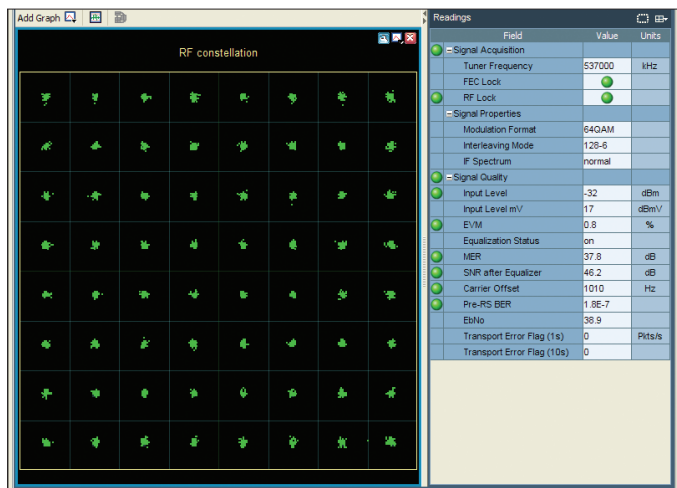 Add Graph
RF constellation
Readings
Field Value Units
Signal Acquisition
Tuner Frequency 537000 kHz
FEC Lock
RF Lock
Signal Properties
Modulation Format 64QAM
Interleaving Mode 128-6
IF Spectrum normal
Signal Quality
Input Level -32 dBm
Input Level mV 17 dBmV
EVM 0.8 %
Equalization Status on
MER 37.8 dB
SNR after Equalizer 46.2 dB
Carrier Offset 1010 Hz
Pre-RS BER 1.8E-7
EbNo 38.9
Transport Error Flag (1s) 0 Pkts/s
Transport Error Flag (10s) 0